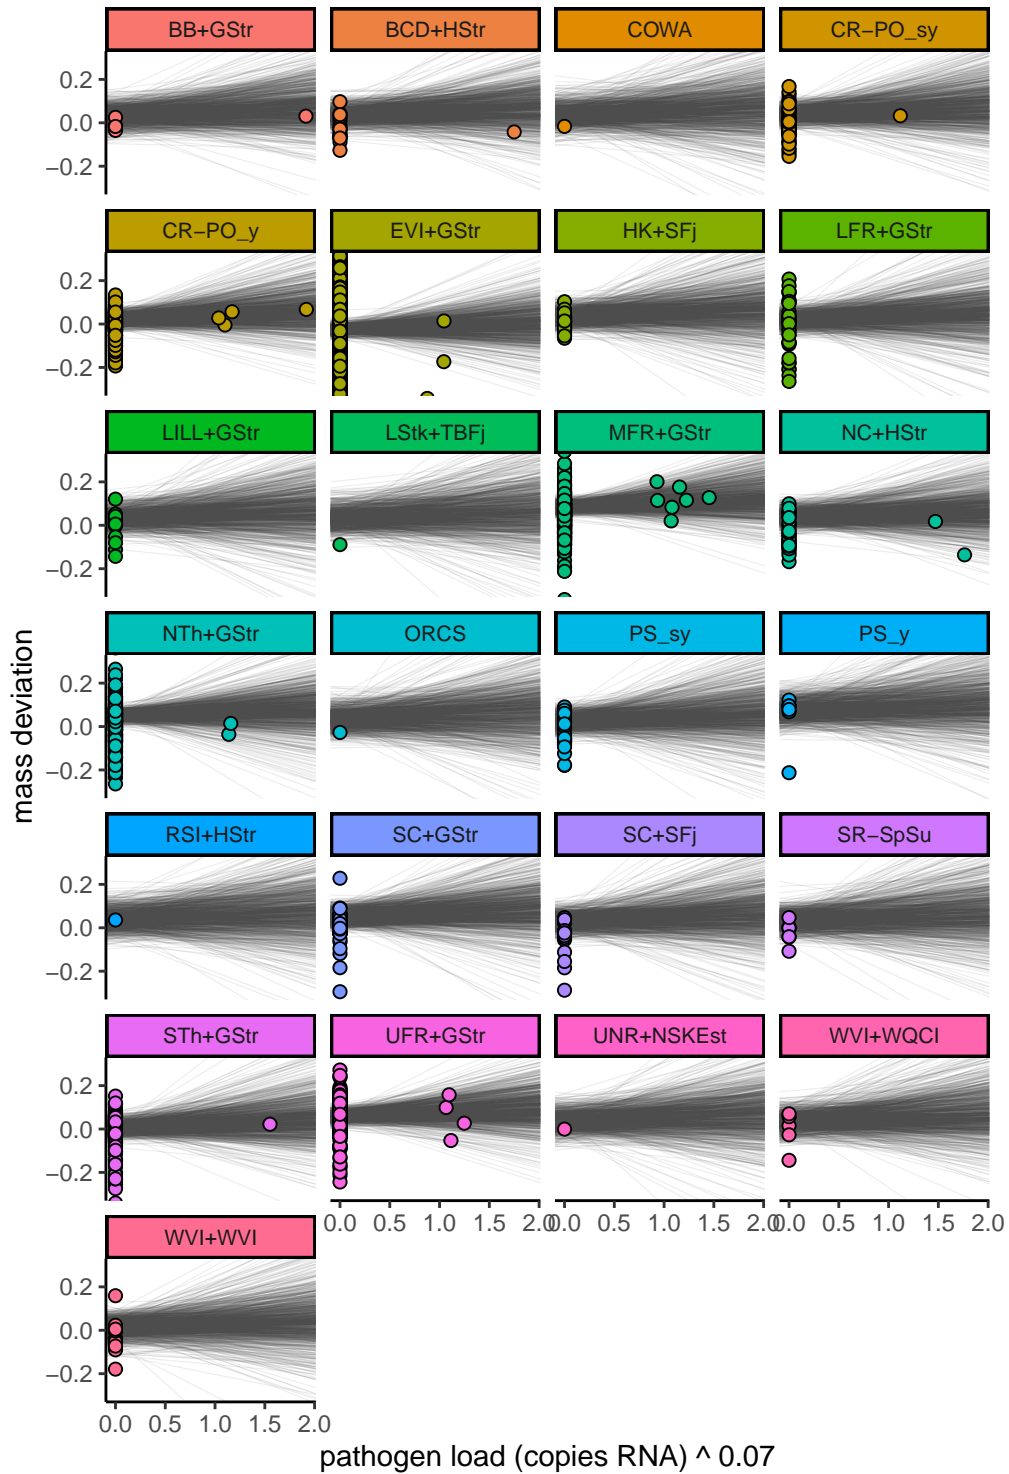 BB+GStr BCD+HStr COWA CR−PO_sy
0.2
0.0
−0.2
CR−PO_y EVI+GStr HK+SFj LFR+GStr
0.2
0.0
−0.2
LILL+GStr LStk+TBFj MFR+GStr NC+HStr
0.2
0.0
−0.2
NTh+GStr ORCS PS_sy PS_y
0.2
0.0
−0.2
mass deviation
RSI+HStr SC+GStr SC+SFj SR−SpSu
0.2
0.0
−0.2
STh+GStr UFR+GStr UNR+NSKEst WVI+WQCI
0.2
0.0
−0.2
0.0 0.5 1.0 1.5 2.0 0.0 0.5 1.0 1.5 2.0 0.0 0.5 1.0 1.5 2.0
WVI+WVI
0.2
0.0
−0.2
0.0 0.5 1.0 1.5 2.0
pathogen load (copies RNA) ^ 0.07